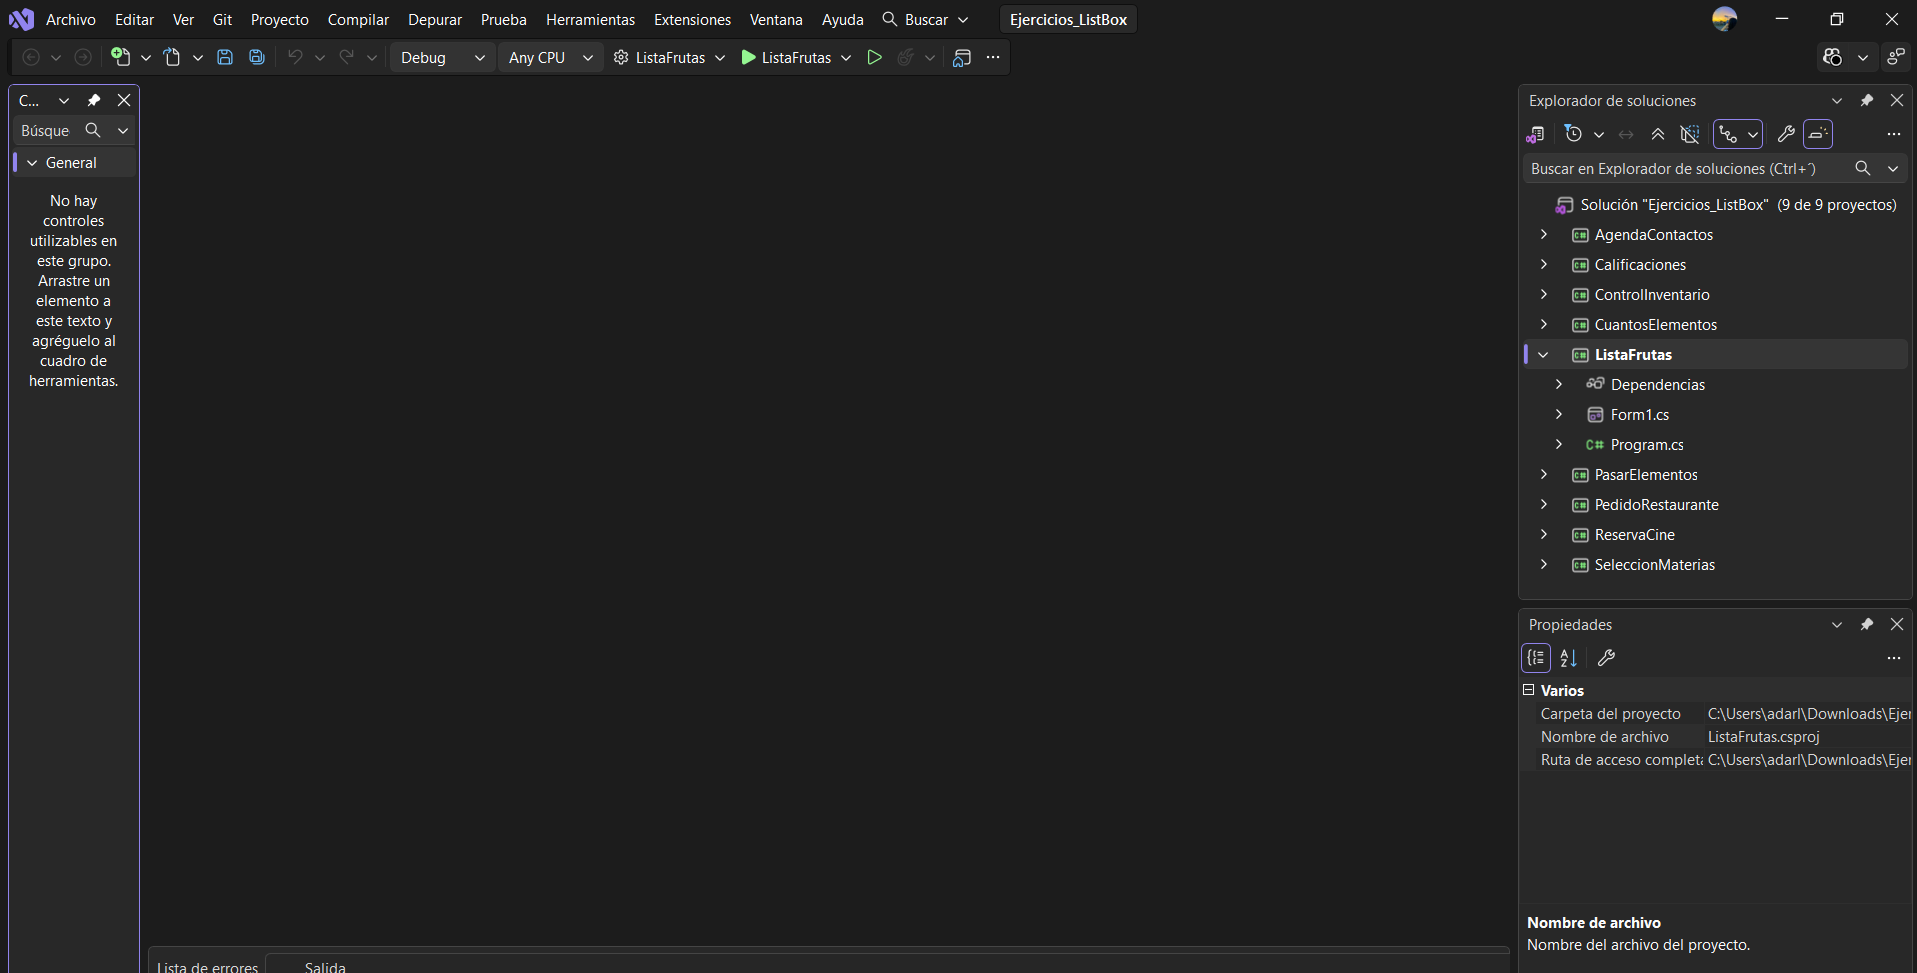 Archivo Editar Ver Git Proyecto Compilar Depurar Prueba Herramientas Extensiones Ventana Ayuda Buscar Ejercicios_ListBox
Debug Any CPU ListaFrutas ListaFrutas
C...
Búsque
General
No hay
controles
utilizables en
este grupo.
Arrastre un
elemento a
este texto y
agréguelo al
cuadro de
herramientas.
Lista de errores Salida
Explorador de soluciones
Buscar en Explorador de soluciones (Ctrl+´)
Solución "Ejercicios_ListBox" (9 de 9 proyectos)
C# AgendaContactos
C# Calificaciones
C# ControlInventario
C# CuantosElementos
C# ListaFrutas
Dependencias
Form1.cs
C# Program.cs
C# PasarElementos
C# PedidoRestaurante
C# ReservaCine
C# SeleccionMaterias
Propiedades
Varios
Carpeta del proyecto C:\Users\adarl\Downloads\Ejer
Nombre de archivo ListaFrutas.csproj
Ruta de acceso complet C:\Users\adarl\Downloads\Ejer
Nombre de archivo
Nombre del archivo del proyecto.